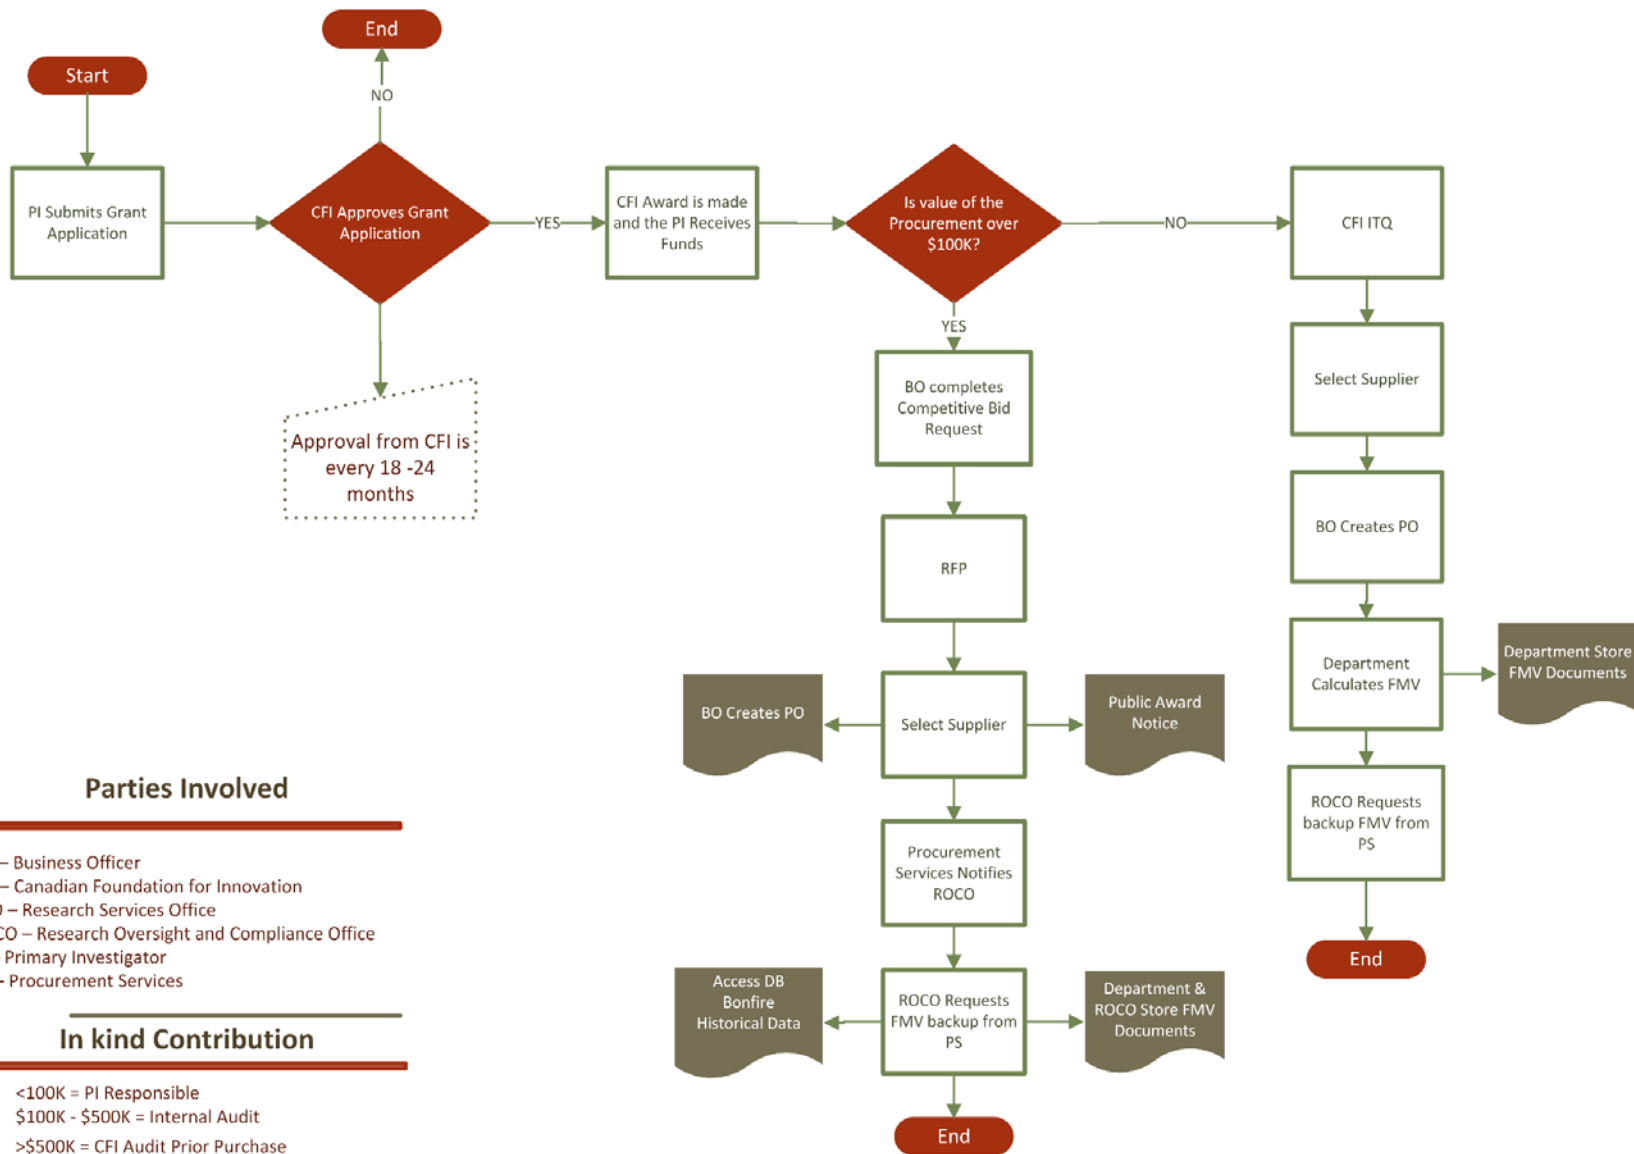 Start
End
NO
PI Submits Grant
Application
CFI Approves Grant
Application
YES
CFI Award is made
and the PI Receives
Funds
Is value of the
Procurement over
$100K?
NO
CFI ITQ
Approval from CFI is
every 18 -24
months
YES
BO completes
Competitive Bid
Request
RFP
BO Creates PO
Select Supplier
Public Award
Notice
Procurement
Services Notifies
ROCO
Access DB
Bonfire
Historical Data
ROCO Requests
FMV backup from
PS
Department &
ROCO Store FMV
Documents
End
Select Supplier
BO Creates PO
Department
Calculates FMV
Department Store
FMV Documents
ROCO Requests
backup FMV from
PS
End
Parties Involved
– Business Officer
– Canadian Foundation for Innovation
– Research Services Office
CO – Research Oversight and Compliance Office
Primary Investigator
- Procurement Services
In kind Contribution
<100K = PI Responsible
$100K - $500K = Internal Audit
>$500K = CFI Audit Prior Purchase